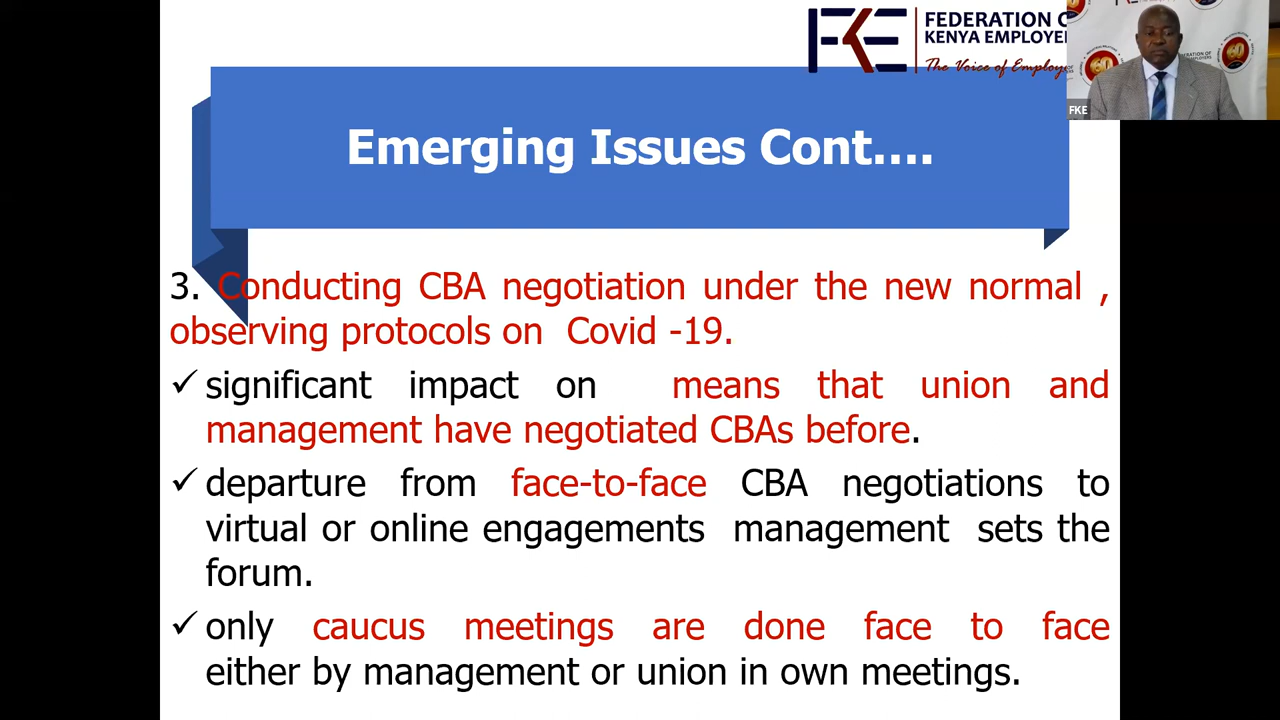 FEDERATION O
KENYA EMPLOYER
The Voice of Employ
FKE
60
60
Emerging Issues Cont....
3. Conducting CBA negotiation under the new normal ,
observing protocols on Covid -19.
✓ significant impact on means that union and
management have negotiated CBAs before.
✓ departure from face-to-face CBA negotiations to
virtual or online engagements management sets the
forum.
✓ only caucus meetings are done face to face
either by management or union in own meetings.